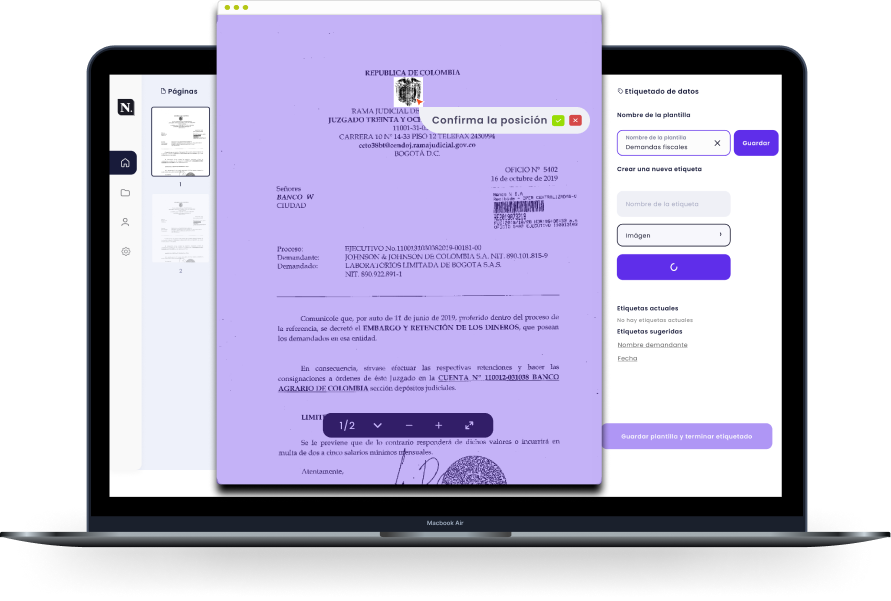 N.
Páginas
1
2
REPUBLICA DE COLOMBIA
RAMA JUDICIAL DE
JUZGADO TREINTA Y OC
11001-31-0
CARRERA 10 N° 14-33 PISO 12 TELEFAX 2430994
ccto38bt@cendoj.ramajudicial.gov.co
BOGOTÁ D.C.
Confirma la posición
OFICIO N° 5402
16 de octubre de 2019
Señores
BANCO W
CIUDAD
Proceso: EJECUTIVO No.
Demandante: JOHNSON & JOHNSON DE COLOMBIA S.A. NIT. 890.101.815-9
Demandado: LABORATORIOS LIMITADA DE BOGOTA S.A.S.
NIT. 890.922.891-1
Comunícole que, por auto de 11 de junio de 2019, proferido dentro del proceso de
la referencia, se decretó el EMBARGO Y RETENCIÓN DE LOS DINEROS, que posean
los demandados en esa entidad.
En consecuencia, sírvase efectuar las respectivas retenciones y hacer las
consignaciones a órdenes de éste Juzgado en la CUENTA N° 110012-031038 BANCO
AGRARIO DE COLOMBIA sección depósitos judiciales.
LIMIT
1/2
Se le previene que de lo contrario responderá de dichos valores o incurrirá en
multa de dos a cinco salarios mínimos mensuales.
Atentamente,
Etiquetado de datos
Nombre de la plantilla
Nombre de la plantilla
Demandas fiscales
Guardar
Crear una nueva etiqueta
Nombre de la etiqueta
Imágen
Etiquetas actuales
No hay etiquetas actuales
Etiquetas sugeridas
Nombre demandante
Fecha
Guardar plantilla y terminar etiquetado
Macbook Air